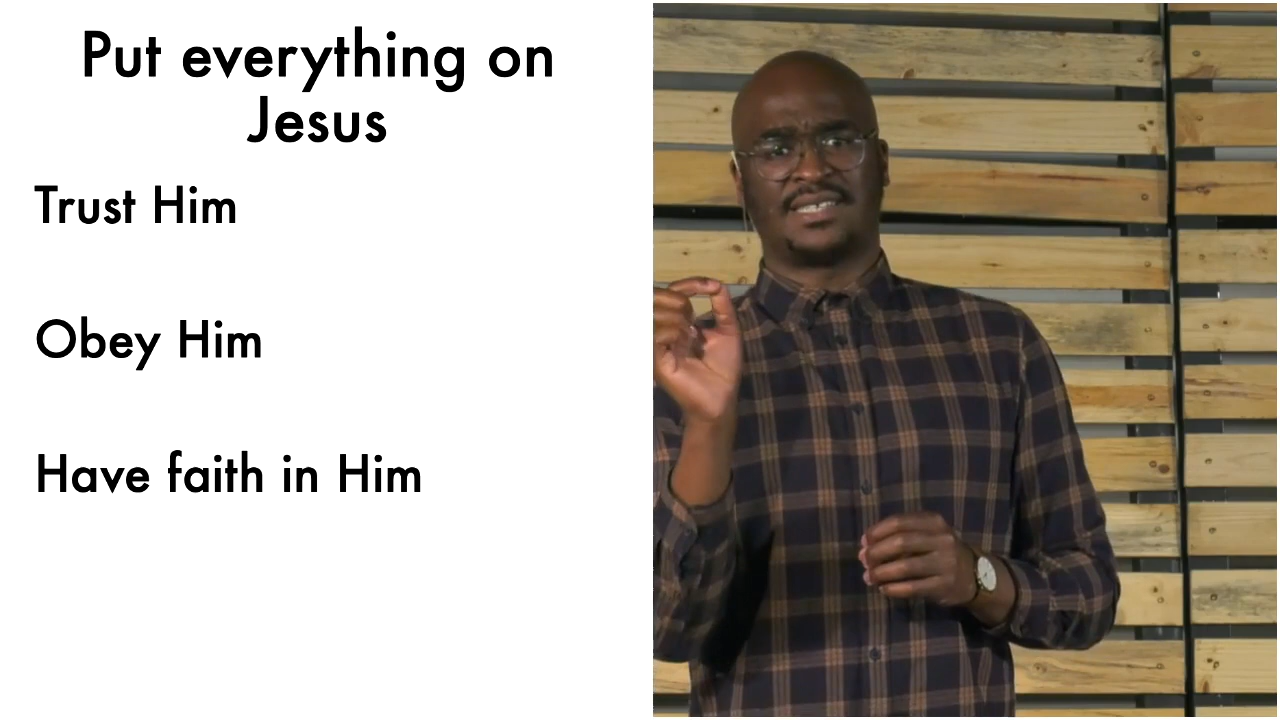 Put everything on
Jesus
Trust Him
Obey Him
Have faith in Him